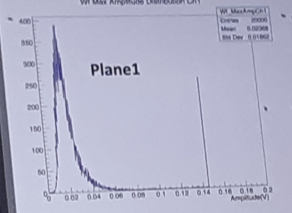 Wf Max Amplitude Distribution Ch1
Wf_MaxAmpCh1
Entries 20000
Mean 0.02368
Std Dev 0.01862
Plane1
400
350
300
250
200
150
100
50
0
0 0.02 0.04 0.06 0.08 0.1 0.12 0.14 0.16 0.18 0.2
Amplitude(V)